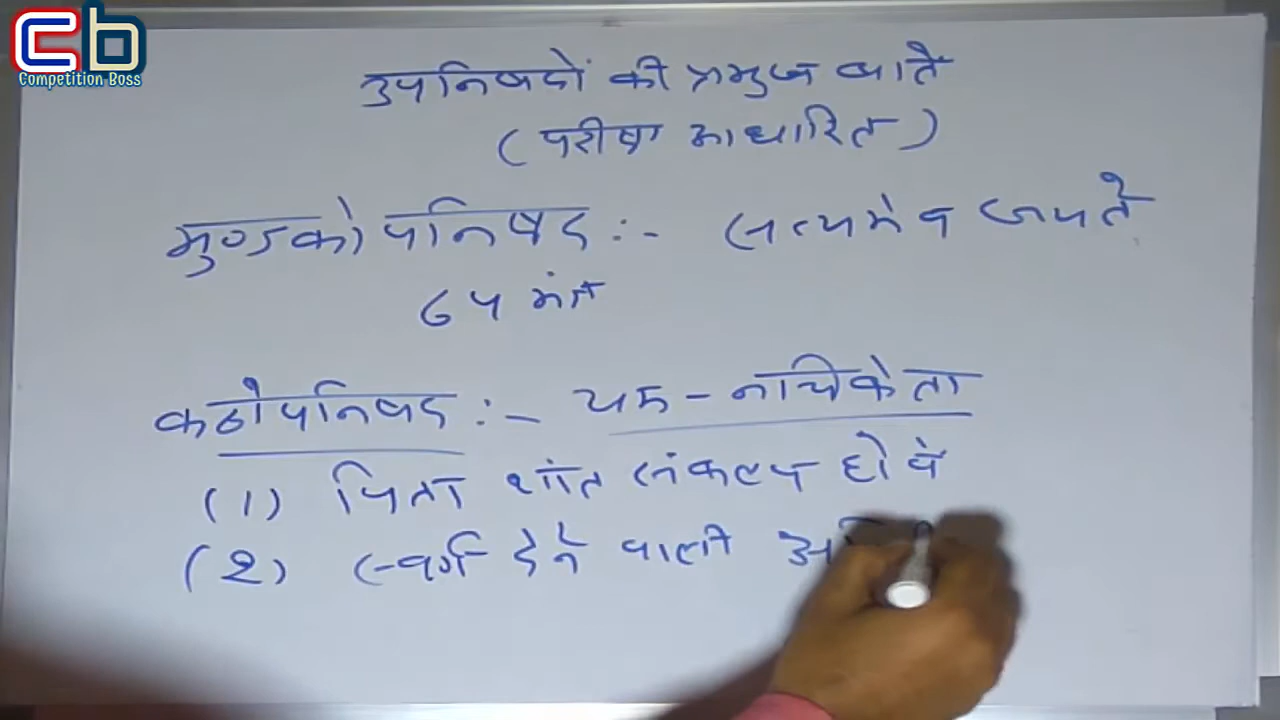 Cb
Competition Boss
उपनिषदों की प्रमुख बातें
(परीक्षा आधारित)
मुण्डकोपनिषद :- सत्यमेव जयते
64 मंत्र
कठोपनिषद :- यम - नाचिकेता
(1) पिता शांत संकल्प होवे
(2) स्वर्ग देने वाली